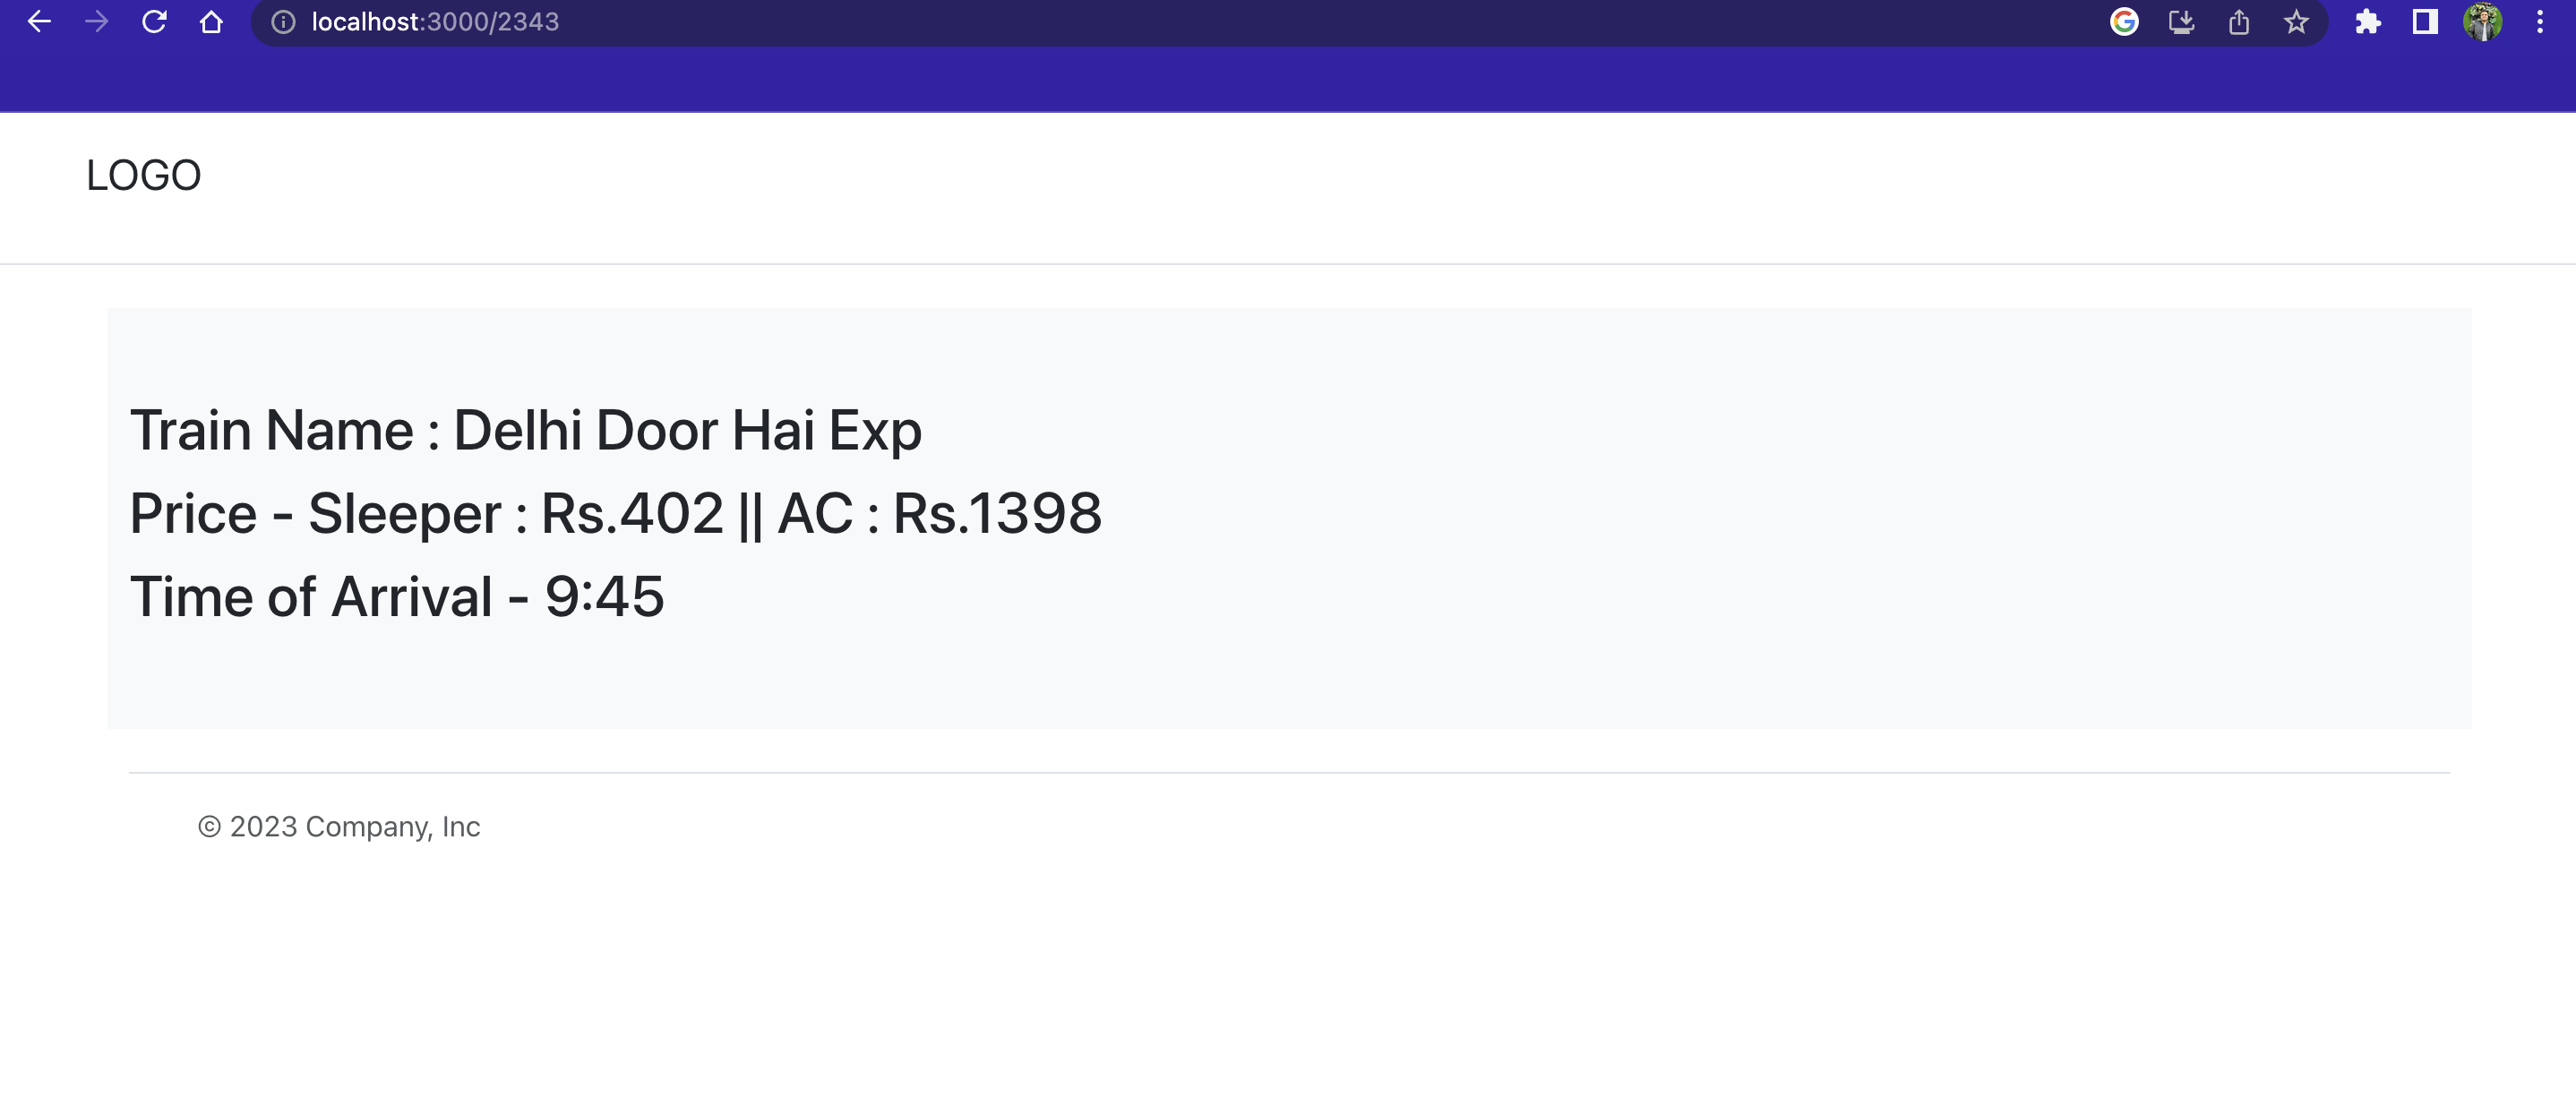 localhost:3000/2343
LOGO
Train Name : Delhi Door Hai Exp
Price - Sleeper : Rs.402 || AC : Rs.1398
Time of Arrival - 9:45
© 2023 Company, Inc